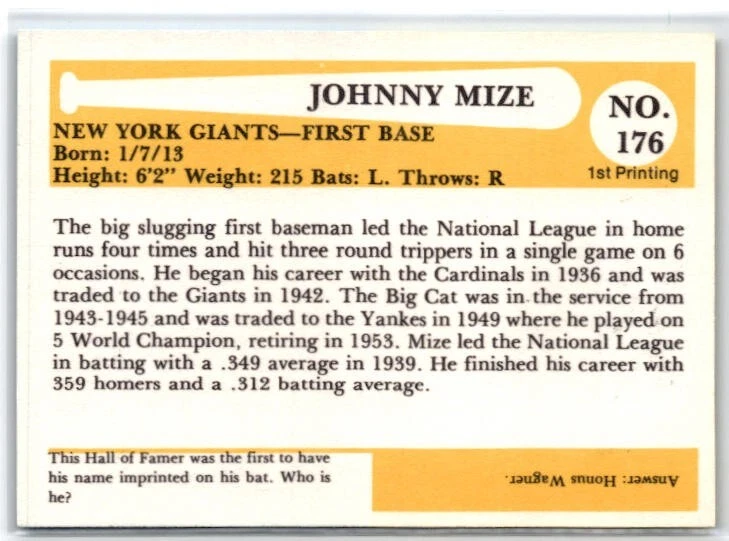 JOHNNY MIZE
NO.
176
1st Printing
NEW YORK GIANTS—FIRST BASE
Born: 1/7/13
Height: 6'2" Weight: 215 Bats: L. Throws: R
The big slugging first baseman led the National League in home
runs four times and hit three round trippers in a single game on 6
occasions. He began his career with the Cardinals in 1936 and was
traded to the Giants in 1942. The Big Cat was in the service from
1943-1945 and was traded to the Yankes in 1949 where he played on
5 World Champion, retiring in 1953. Mize led the National League
in batting with a .349 average in 1939. He finished his career with
359 homers and a .312 batting average.
This Hall of Famer was the first to have
his name imprinted on his bat. Who is
he?
Answer: Honus Wagner.